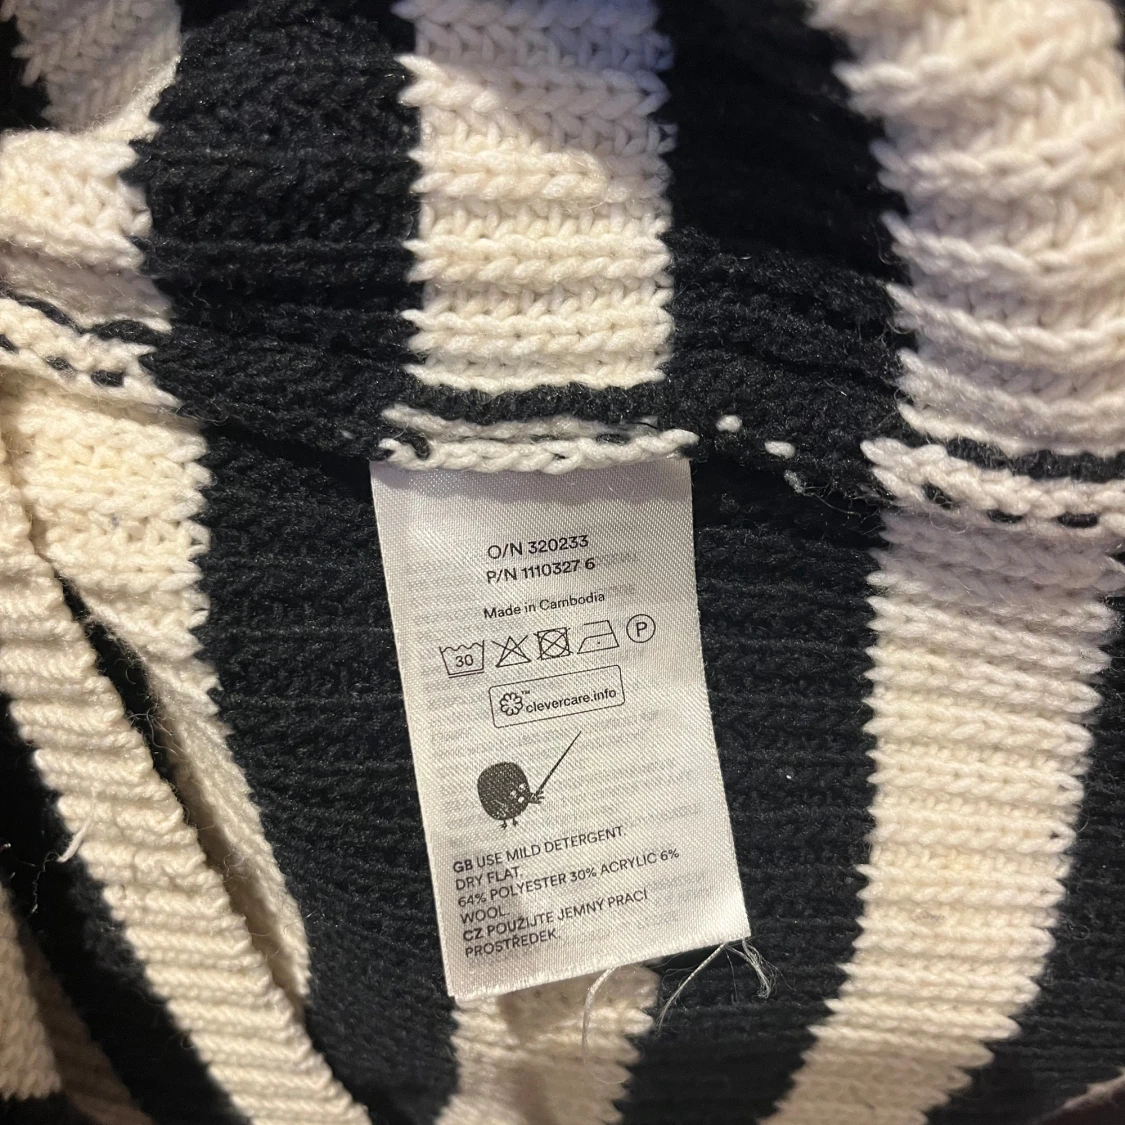 O/N 320233
P/N 1110327 6
Made in Cambodia
30 P
clevercare.info™
GB USE MILD DETERGENT.
DRY FLAT.
64% POLYESTER 30% ACRYLIC 6%
WOOL.
CZ POUŽIJTE JEMNÝ PRACÍ
PROSTŘEDEK.